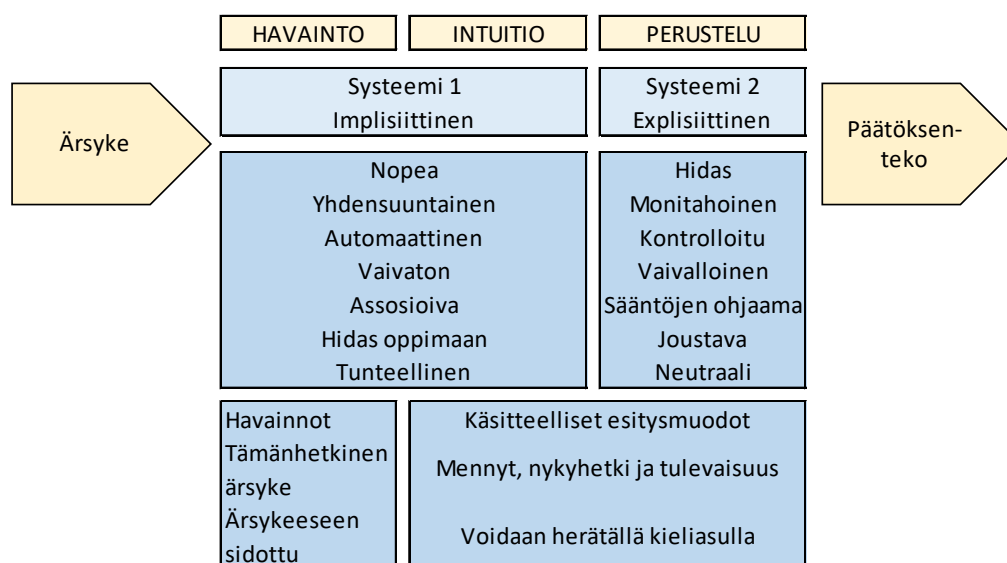 HAVAINTO
INTUITIO
PERUSTELU
Ärsyke
Systeemi 1
Implisiittinen
Systeemi 2
Explisiittinen
Päätöksen-
teko
Nopea
Yhdensuuntainen
Automaattinen
Vaivaton
Assosioiva
Hidas oppimaan
Tunteellinen
Hidas
Monitahoinen
Kontrolloitu
Vaivalloinen
Sääntöjen ohjaama
Joustava
Neutraali
Havainnot
Tämänhetkinen
ärsyke
Ärsykeeseen
sidottu
Käsitteelliset esitysmuodot
Mennyt, nykyhetki ja tulevaisuus
Voidaan herätällä kieliasulla